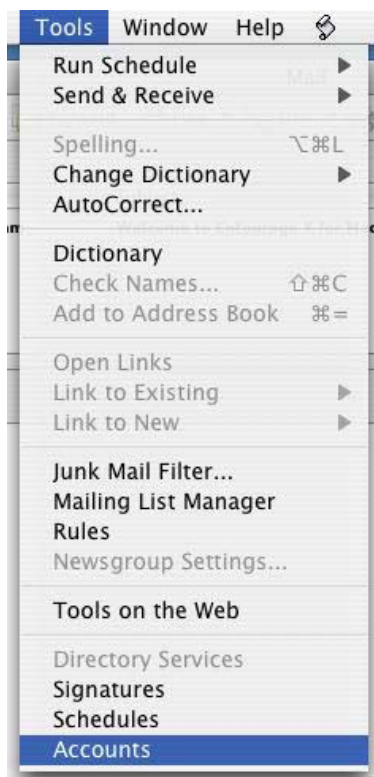 Tools Window Help
Run Schedule
Send & Receive
Spelling... ⌥⌘L
Change Dictionary
AutoCorrect...
Dictionary
Check Names... ⇧⌘C
Add to Address Book ⌘=
Open Links
Link to Existing
Link to New
Junk Mail Filter...
Mailing List Manager
Rules
Newsgroup Settings...
Tools on the Web
Directory Services
Signatures
Schedules
Accounts